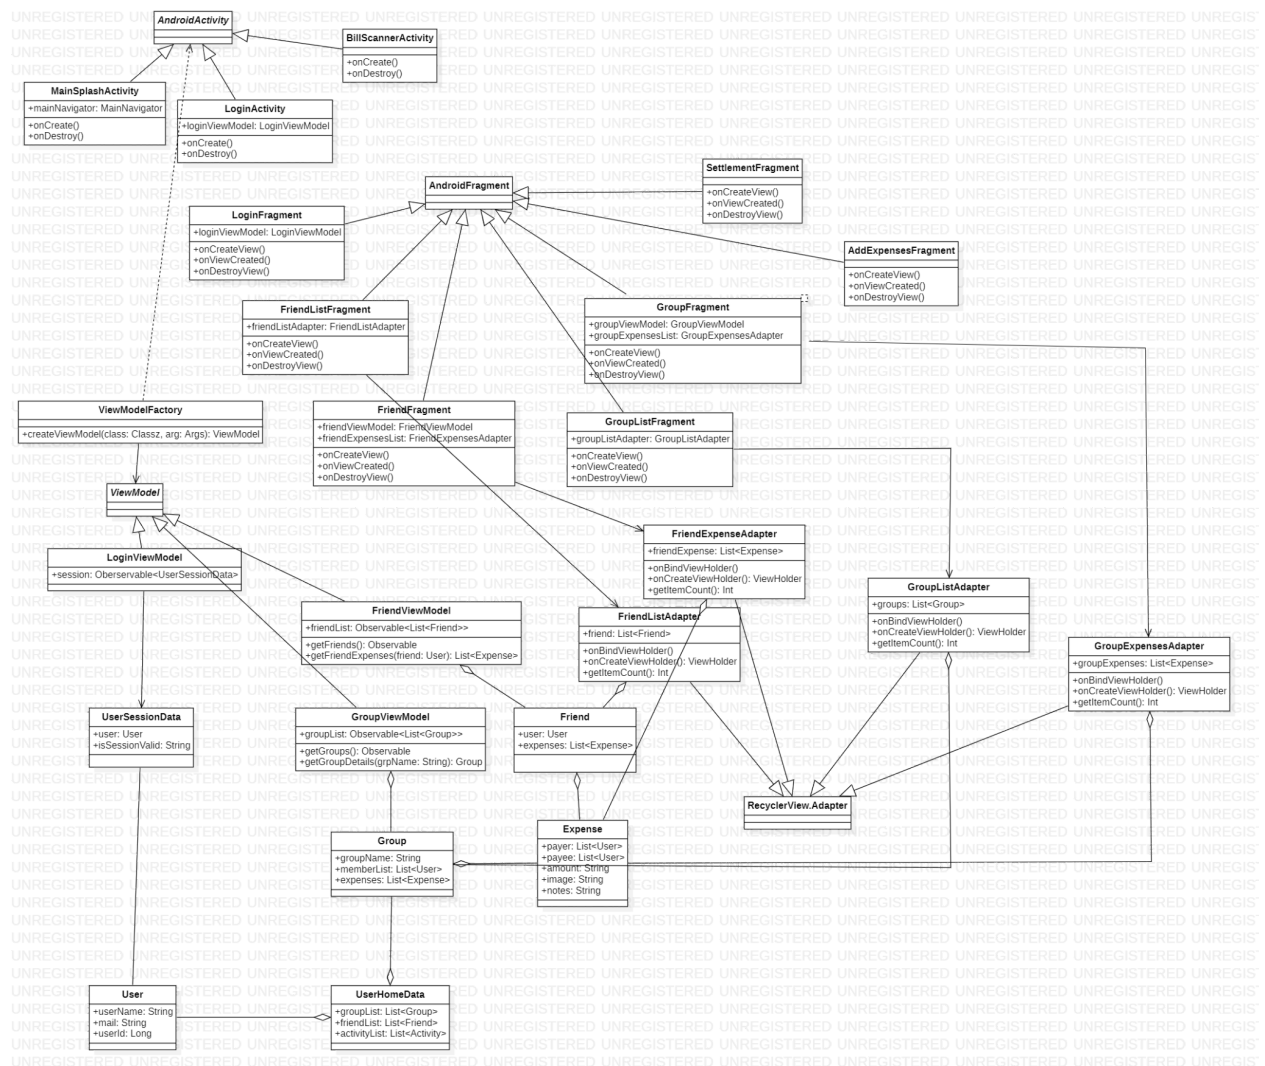 AndroidActivity
BillScannerActivity
+onCreate()
+onDestroy()
MainSplashActivity
+mainNavigator: MainNavigator
+onCreate()
+onDestroy()
LoginActivity
+loginViewModel: LoginViewModel
+onCreate()
+onDestroy()
SettlementFragment
+onCreateView()
+onViewCreated()
+onDestroyView()
AndroidFragment
LoginFragment
+loginViewModel: LoginViewModel
+onCreateView()
+onViewCreated()
+onDestroyView()
AddExpensesFragment
+onCreateView()
+onViewCreated()
+onDestroyView()
FriendListFragment
+friendListAdapter: FriendListAdapter
+onCreateView()
+onViewCreated()
+onDestroyView()
GroupFragment
+groupViewModel: GroupViewModel
+groupExpensesList: GroupExpensesAdapter
+onCreateView()
+onViewCreated()
+onDestroyView()
ViewModelFactory
+createViewModel(class: Classz, arg: Args): ViewModel
FriendFragment
+friendViewModel: FriendViewModel
+friendExpensesList: FriendExpensesAdapter
+onCreateView()
+onViewCreated()
+onDestroyView()
GroupListFragment
+groupListAdapter: GroupListAdapter
+onCreateView()
+onViewCreated()
+onDestroyView()
ViewModel
LoginViewModel
+session: Oberservable<UserSessionData>
FriendExpenseAdapter
+friendExpense: List<Expense>
+onBindViewHolder()
+onCreateViewHolder(): ViewHolder
+getItemCount(): Int
GroupListAdapter
+groups: List<Group>
+onBindViewHolder()
+onCreateViewHolder(): ViewHolder
+getItemCount(): Int
FriendViewModel
+friendList: Observable<List<Friend>>
+getFriends(): Observable
+getFriendExpenses(friend: User): List<Expense>
FriendListAdapter
+friend: List<Friend>
+onBindViewHolder()
+onCreateViewHolder(): ViewHolder
+getItemCount(): Int
GroupExpensesAdapter
+groupExpenses: List<Expense>
+onBindViewHolder()
+onCreateViewHolder(): ViewHolder
+getItemCount(): Int
UserSessionData
+user: User
+isSessionValid: String
GroupViewModel
+groupList: Observable<List<Group>>
+getGroups(): Observable
+getGroupDetails(grpName: String): Group
Friend
+user: User
+expenses: List<Expense>
RecyclerView.Adapter
Group
+groupName: String
+memberList: List<User>
+expenses: List<Expense>
Expense
+payer: List<User>
+payee: List<User>
+amount: String
+image: String
+notes: String
User
+userName: String
+mail: String
+userId: Long
UserHomeData
+groupList: List<Group>
+friendList: List<Friend>
+activityList: List<Activity>
UNREGISTERED